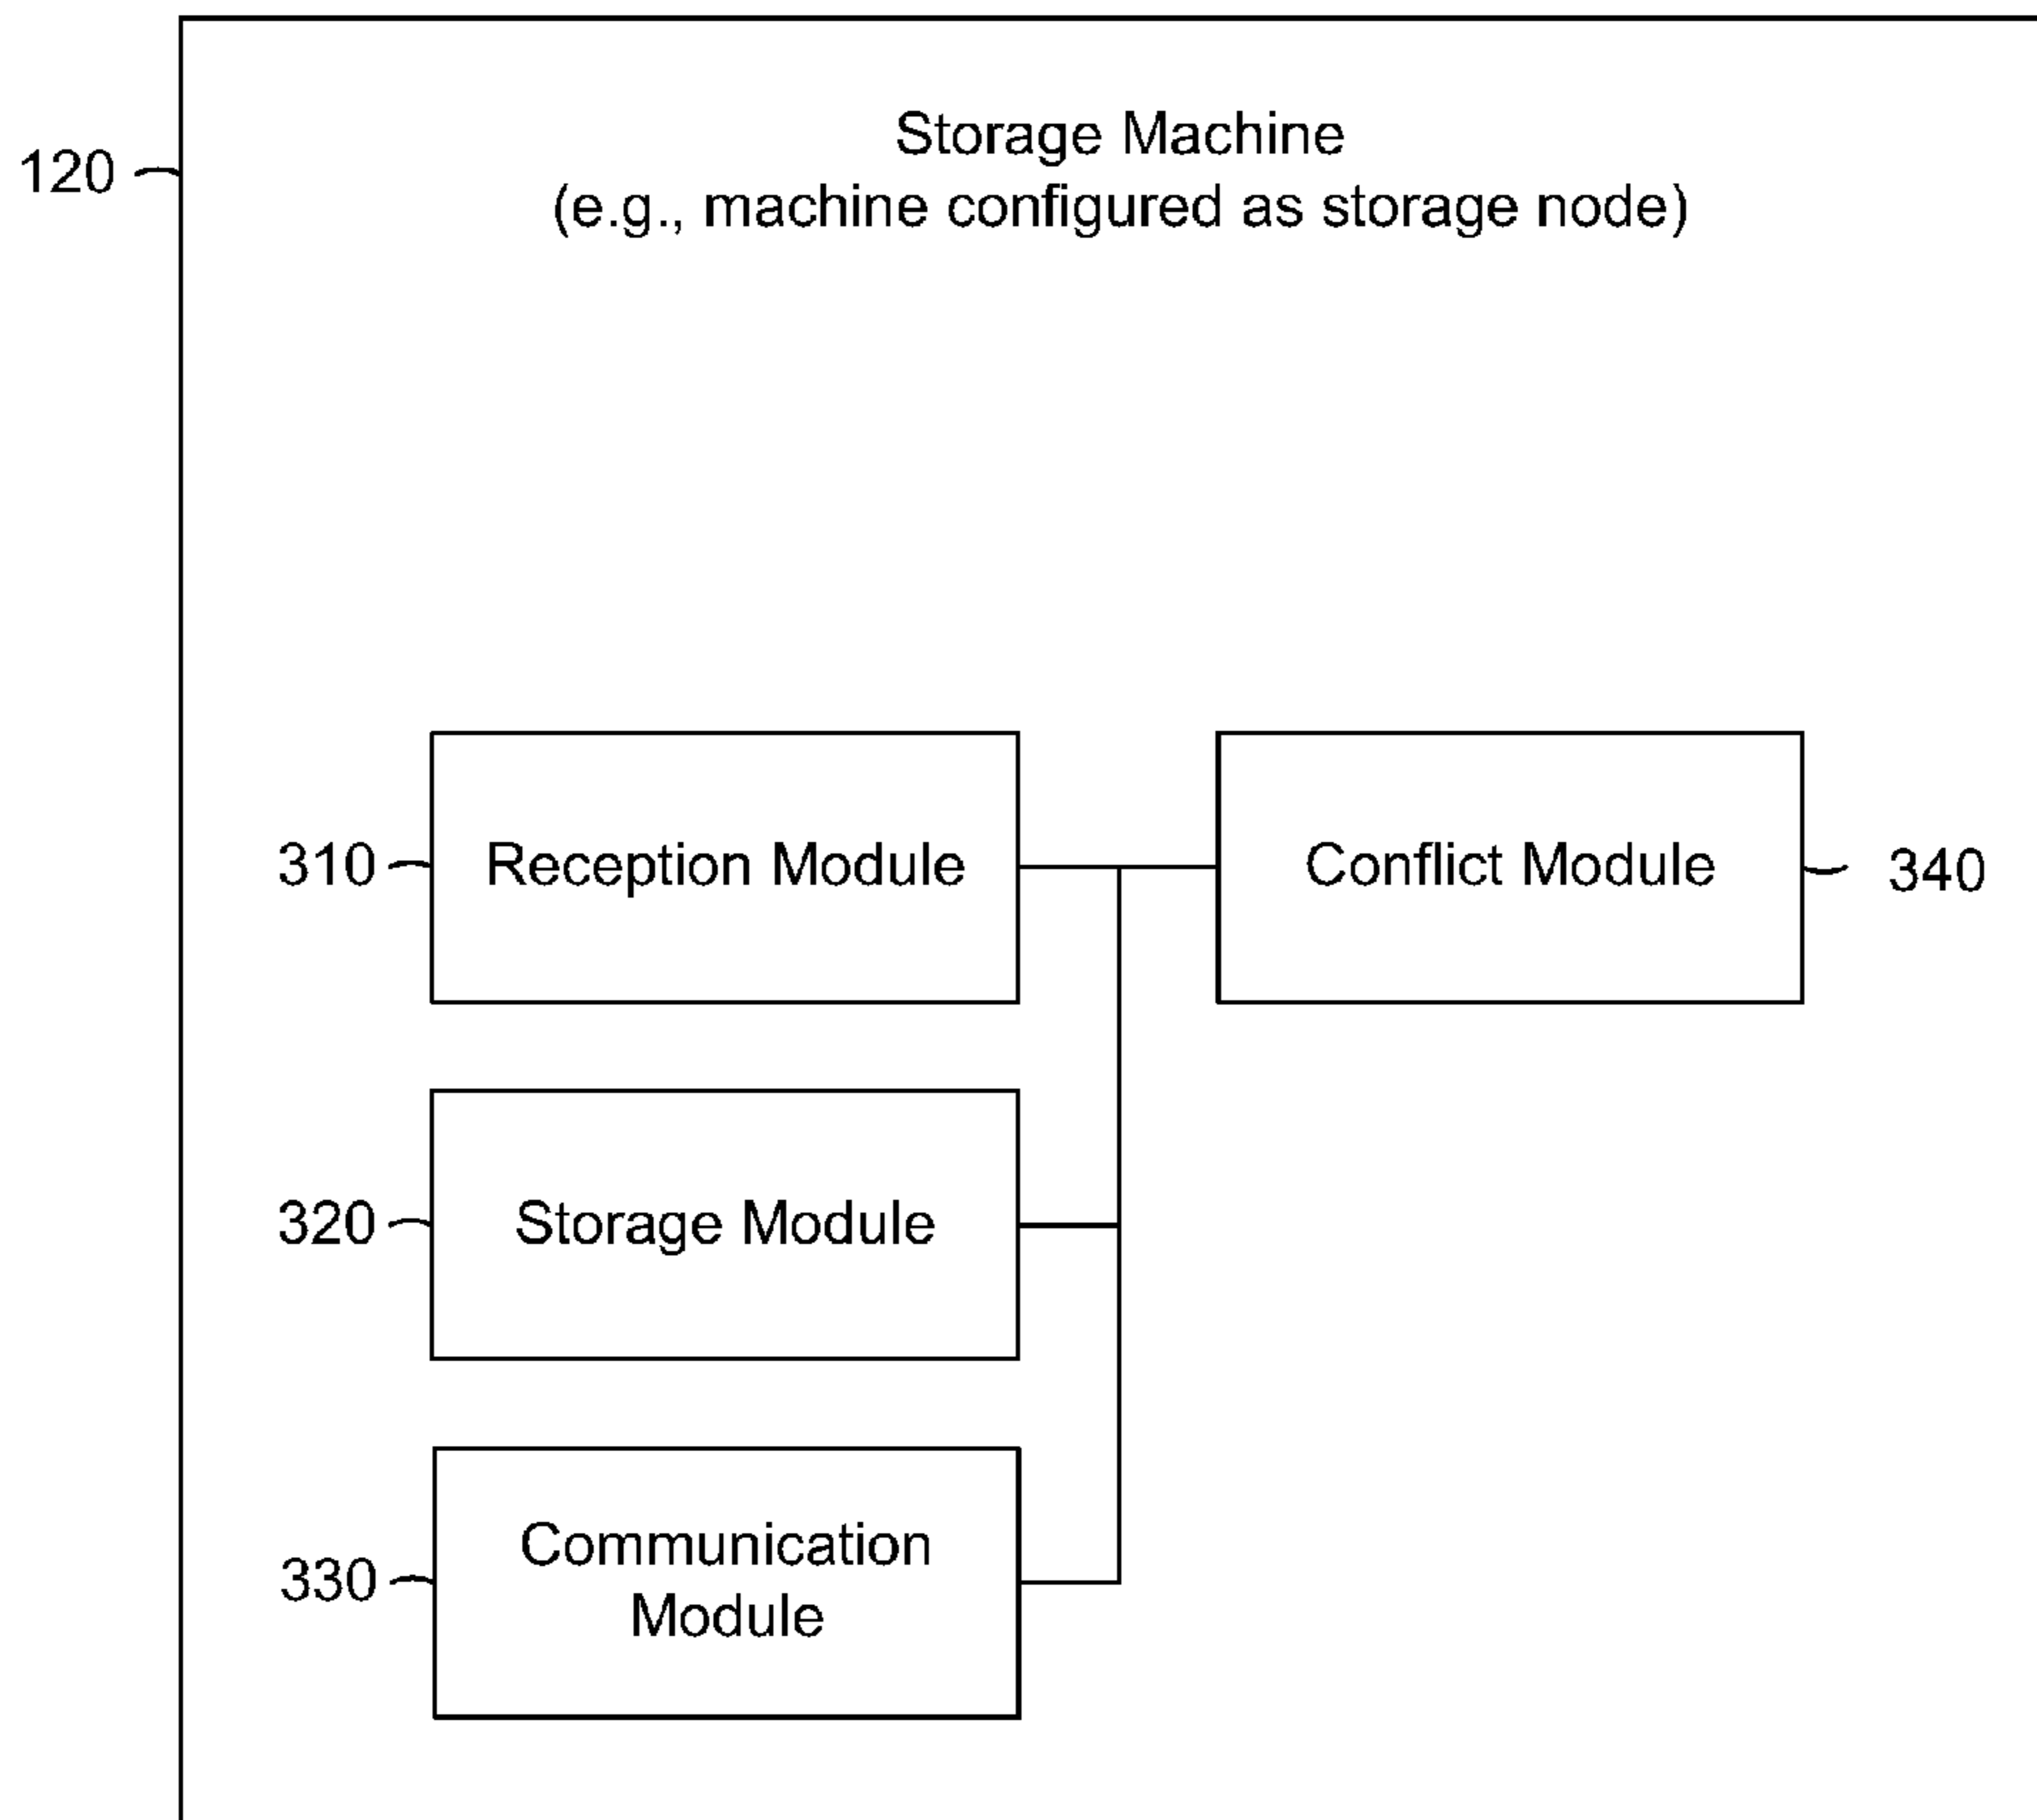 Storage Machine
(e.g., machine configured as storage node)
120
310
Reception Module
Conflict Module
340
320
Storage Module
330
Communication
Module